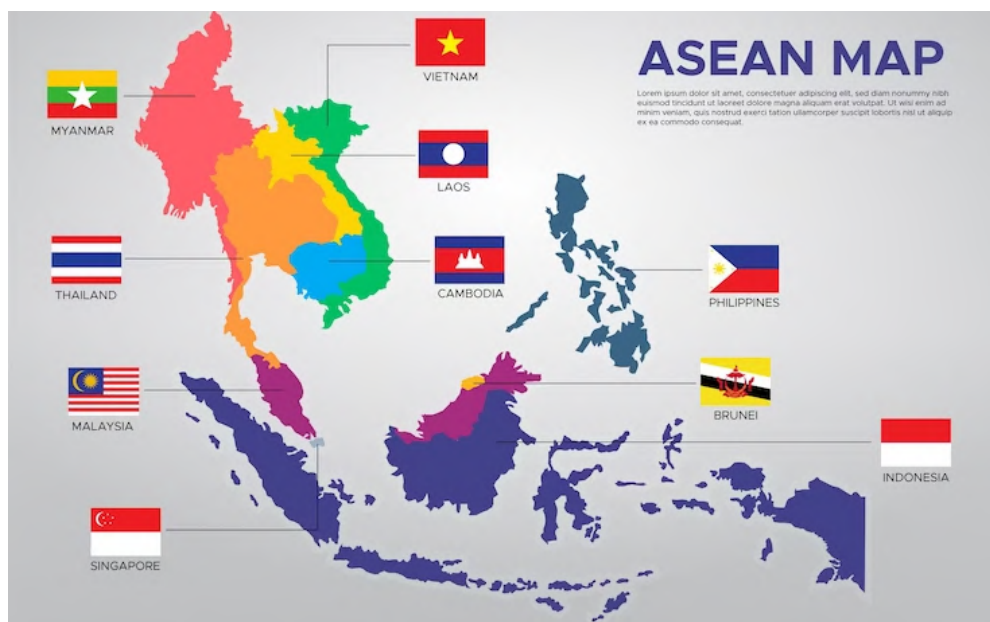 ASEAN MAP
Lorem ipsum dolor sit amet, consectetuer adipiscing elit, sed diam nonummy nibh
euismod tincidunt ut laoreet dolore magna aliquam erat volutpat. Ut wisi enim ad
minim veniam, quis nostrud exerci tation ullamcorper suscipit lobortis nisl ut aliquip
ex ea commodo consequat.
VIETNAM
MYANMAR
LAOS
THAILAND
CAMBODIA
PHILIPPINES
MALAYSIA
BRUNEI
INDONESIA
SINGAPORE